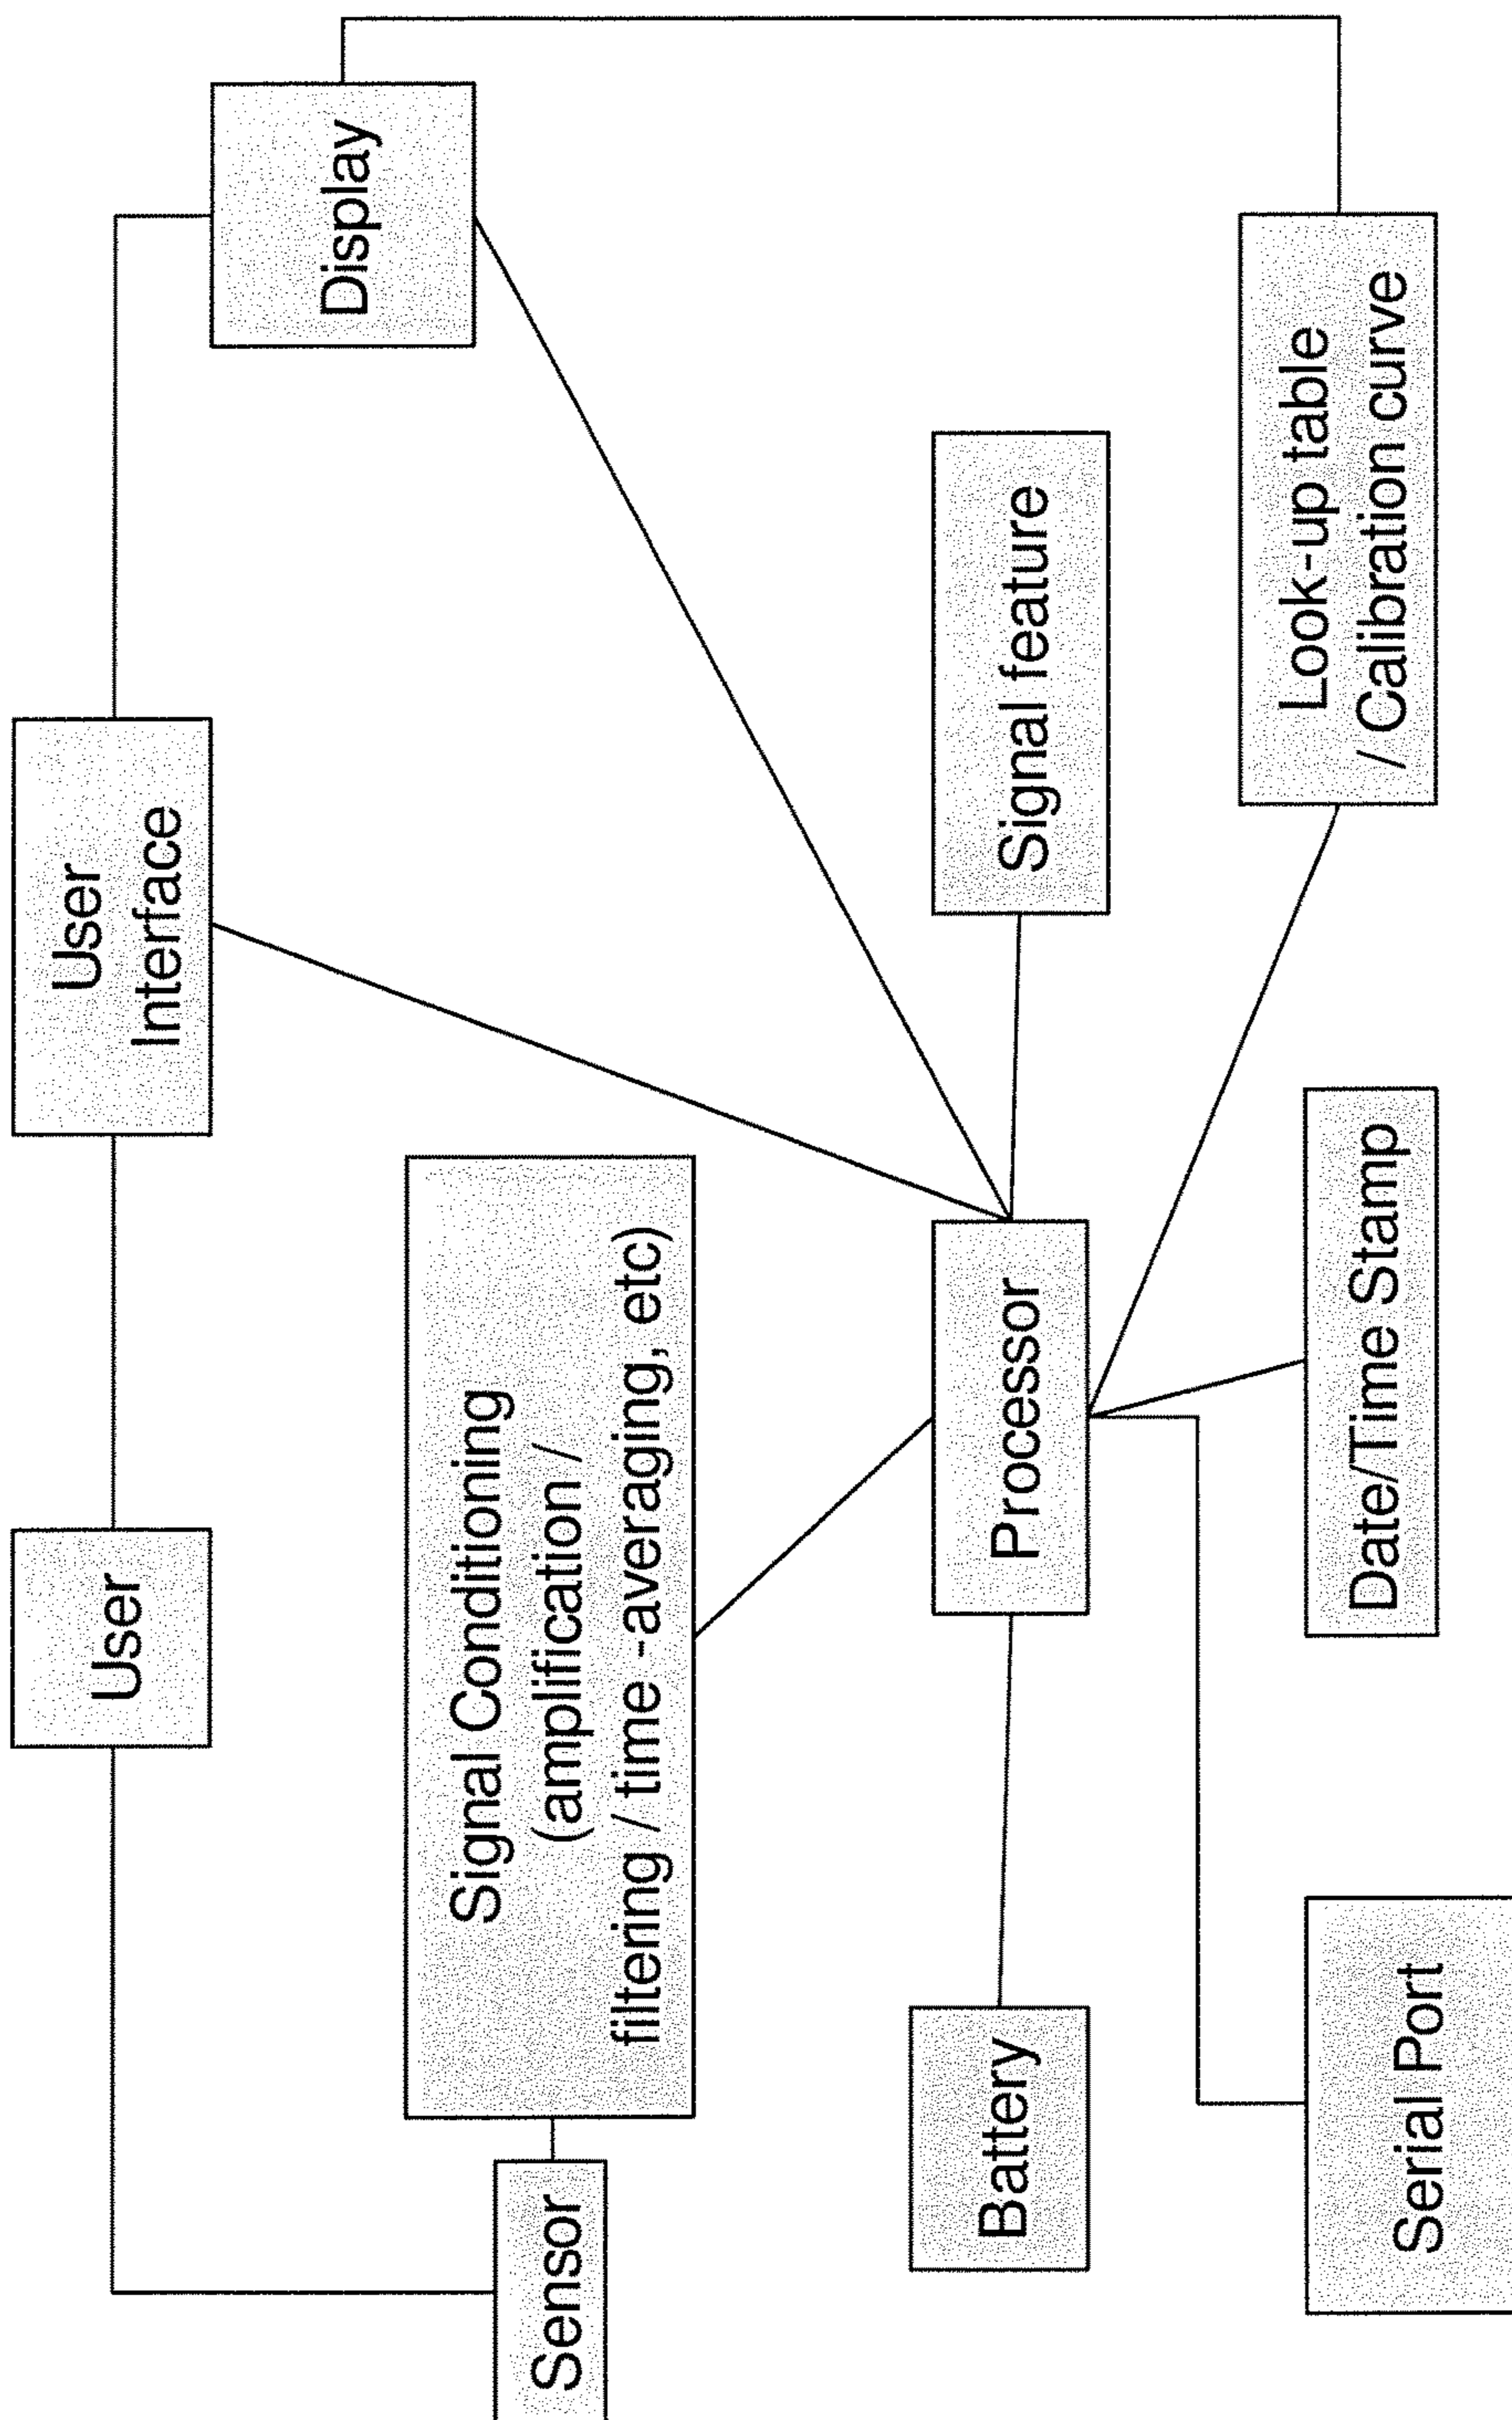 User
User
Interface
Display
Sensor
Signal Conditioning
(amplification /
filtering / time -averaging, etc)
Battery
Processor
Signal feature
Serial Port
Date/Time Stamp
Look-up table
/ Calibration curve